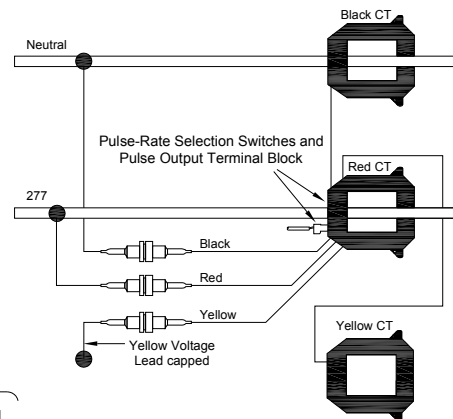 Black CT
Neutral
Pulse-Rate Selection Switches and
Pulse Output Terminal Block
Red CT
277
Black
Red
Yellow
Yellow CT
Yellow Voltage
Lead capped